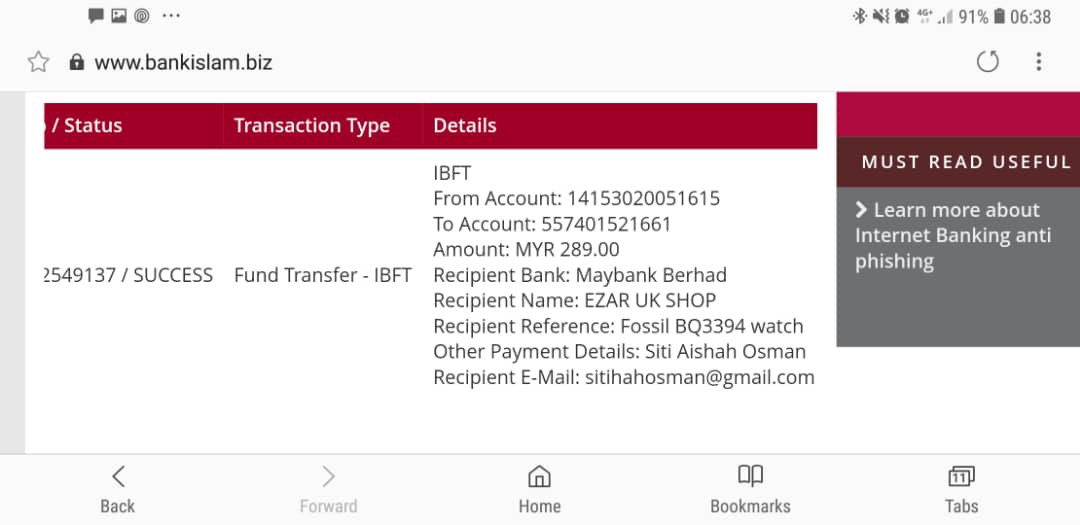 4G+ 91% 06:38
www.bankislam.biz
/ Status Transaction Type Details
MUST READ USEFUL
IBFT
From Account: 14153020051615
To Account: 557401521661
Amount: MYR 289.00
2549137 / SUCCESS Fund Transfer - IBFT Recipient Bank: Maybank Berhad
Recipient Name: EZAR UK SHOP
Recipient Reference: Fossil BQ3394 watch
Other Payment Details: Siti Aishah Osman
Recipient E-Mail: sitihahosman@gmail.com
Learn more about
Internet Banking anti
phishing
11
Back Forward Home Bookmarks Tabs